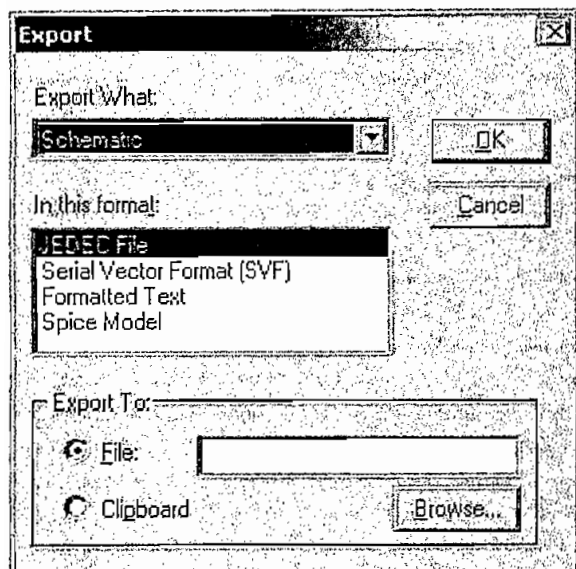 Export
Export What:
Schematic
OK
In this format:
Cancel
JEDEC File
Serial Vector Format (SVF)
Formatted Text
Spice Model
Export To:
File:
Clipboard
Browse...